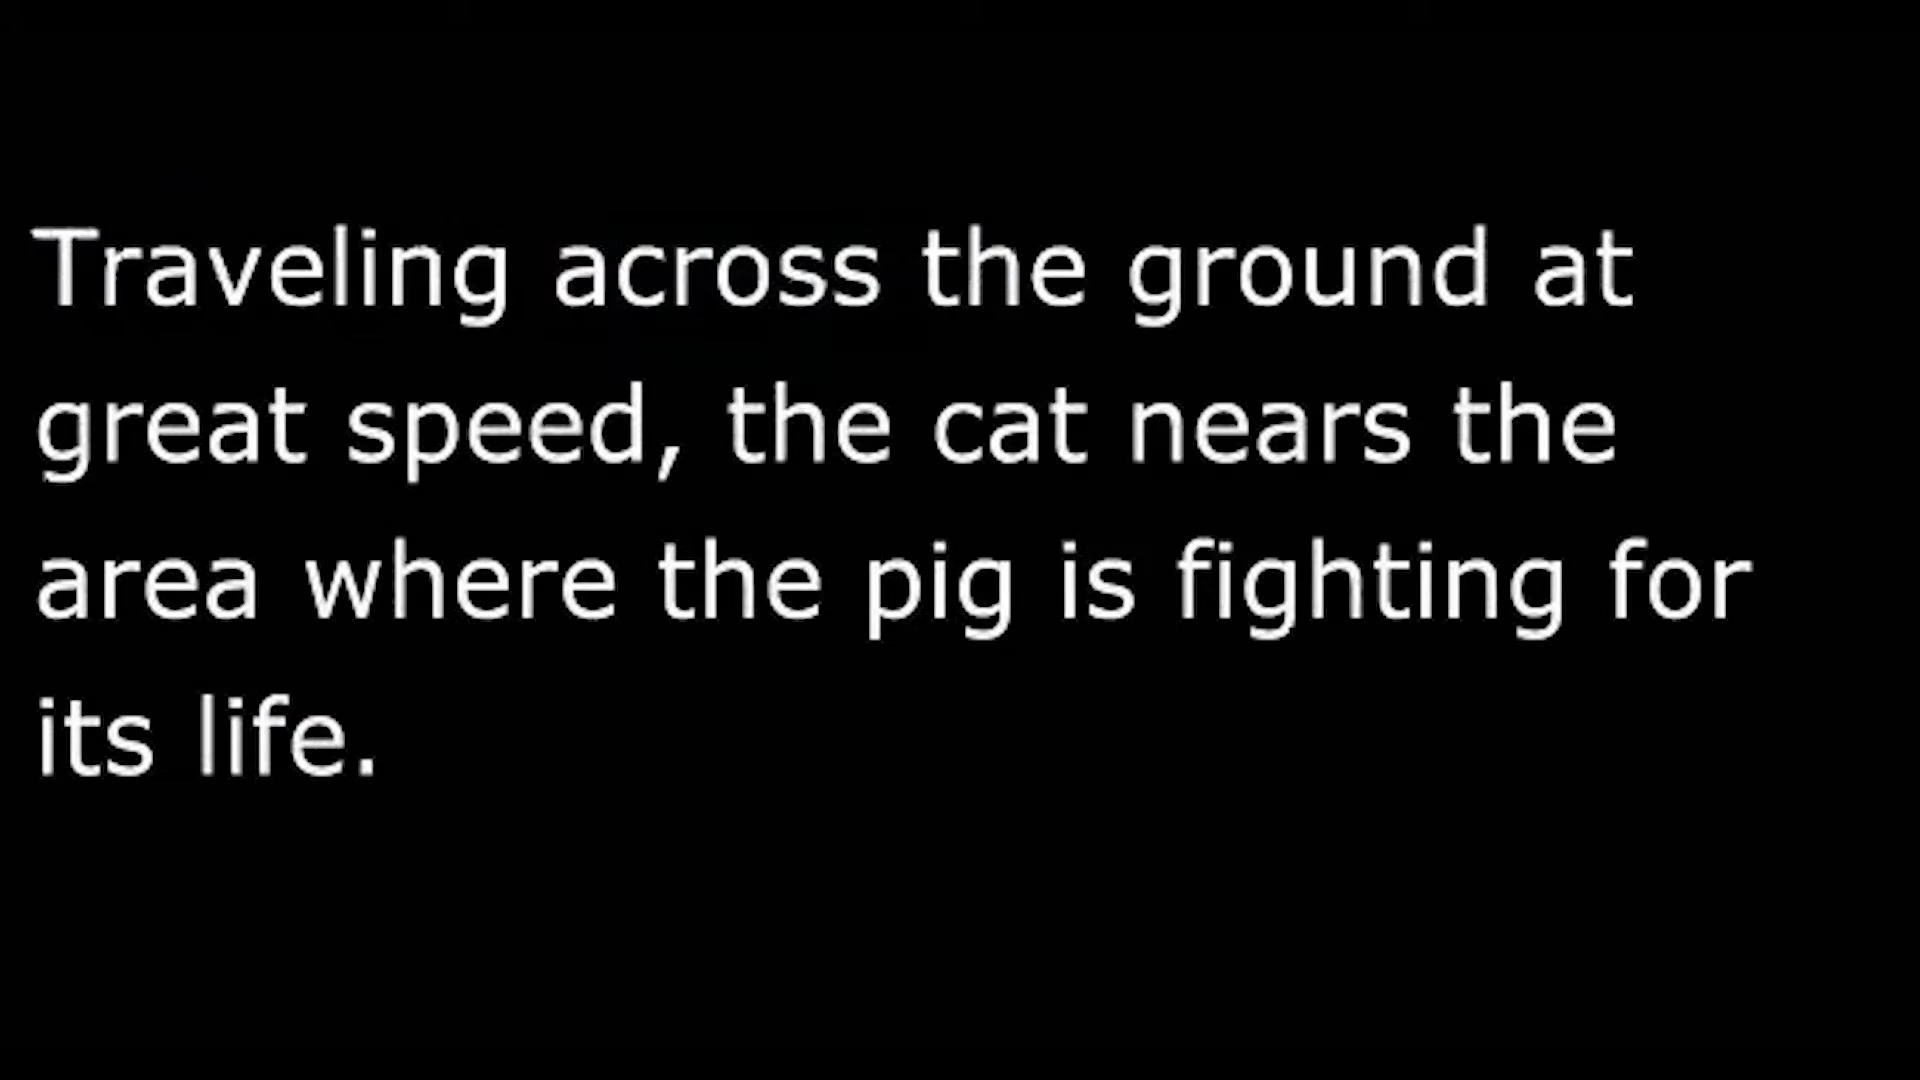 Traveling across the ground at
great speed, the cat nears the
area where the pig is fighting for
its life.